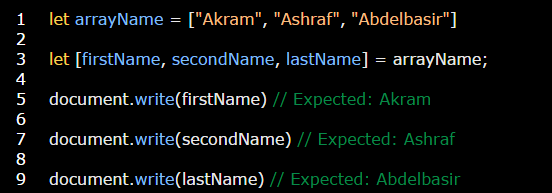 1 let arrayName = ["Akram", "Ashraf", "Abdelbasir"]
2
3 let [firstName, secondName, lastName] = arrayName;
4
5 document.write(firstName) // Expected: Akram
6
7 document.write(secondName) // Expected: Ashraf
8
9 document.write(lastName) // Expected: Abdelbasir